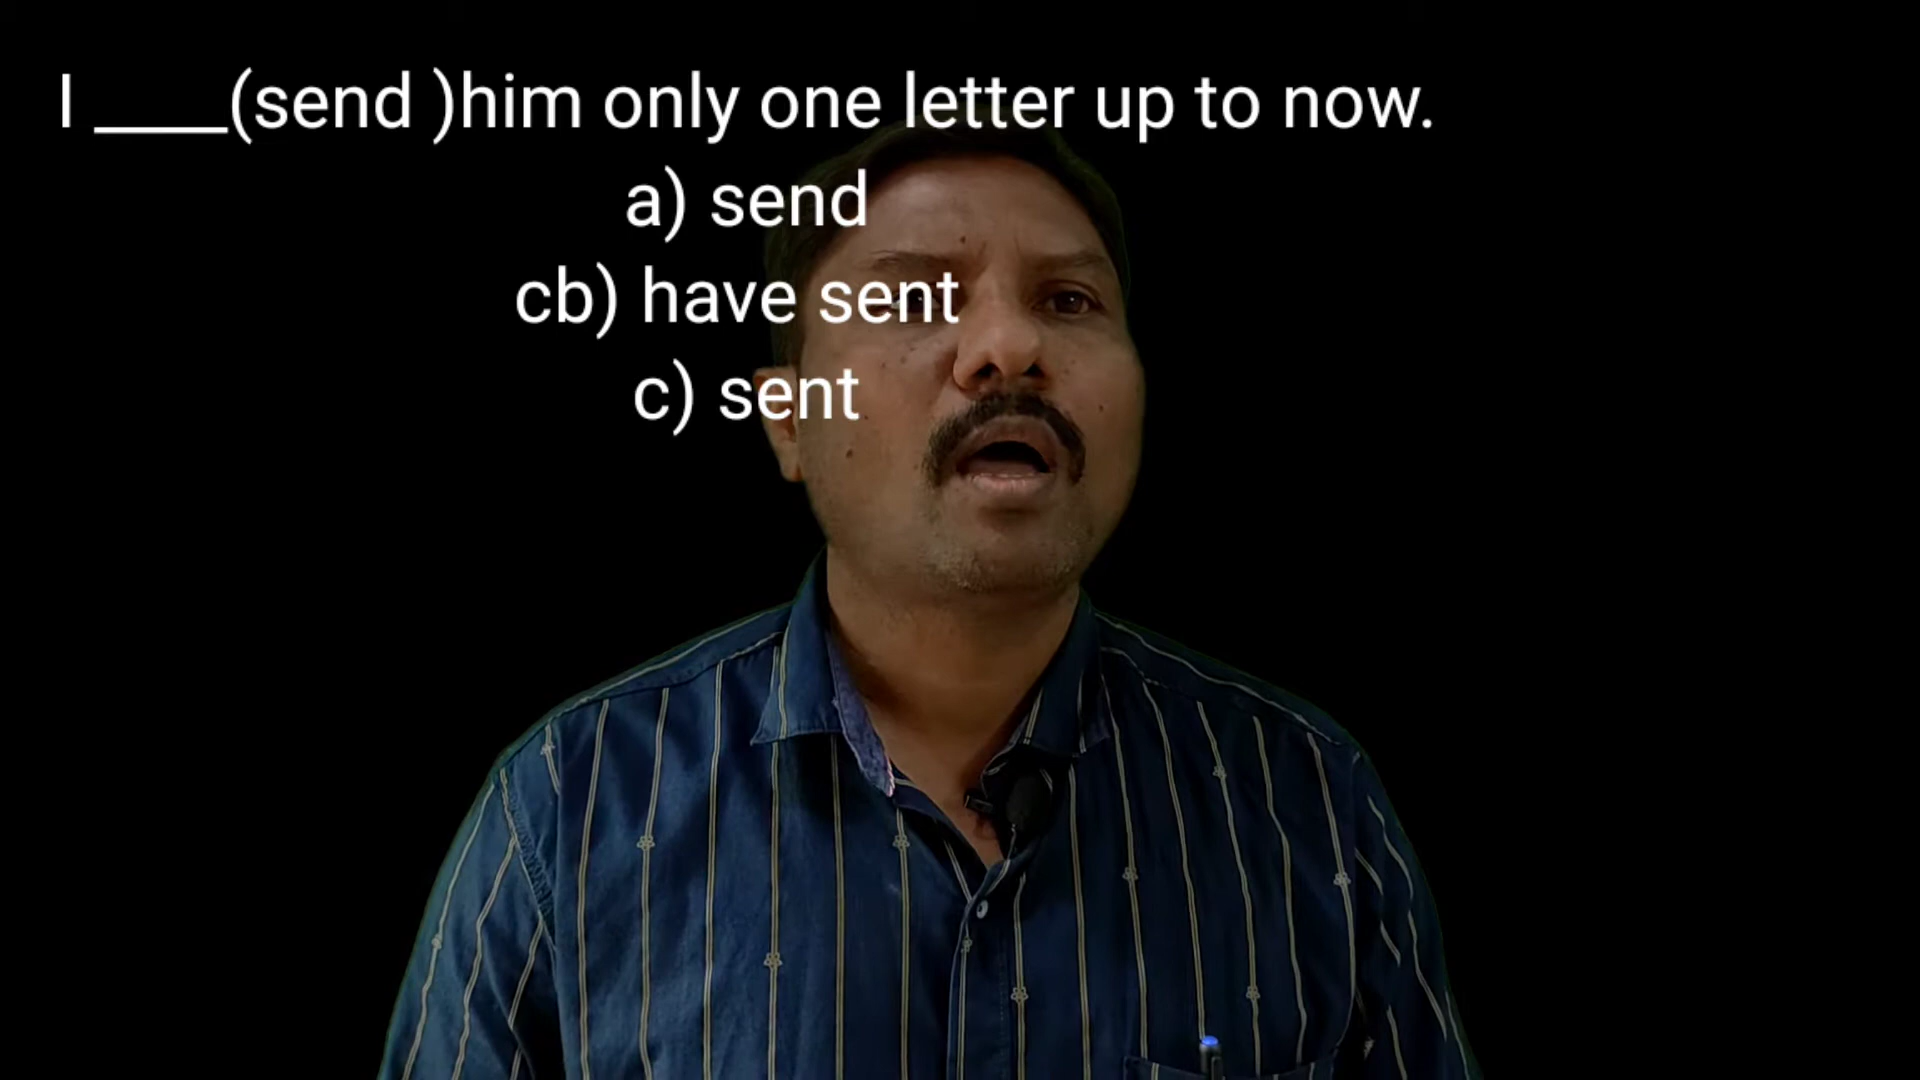 I ____(send )him only one letter up to now.
a) send
cb) have sent
c) sent